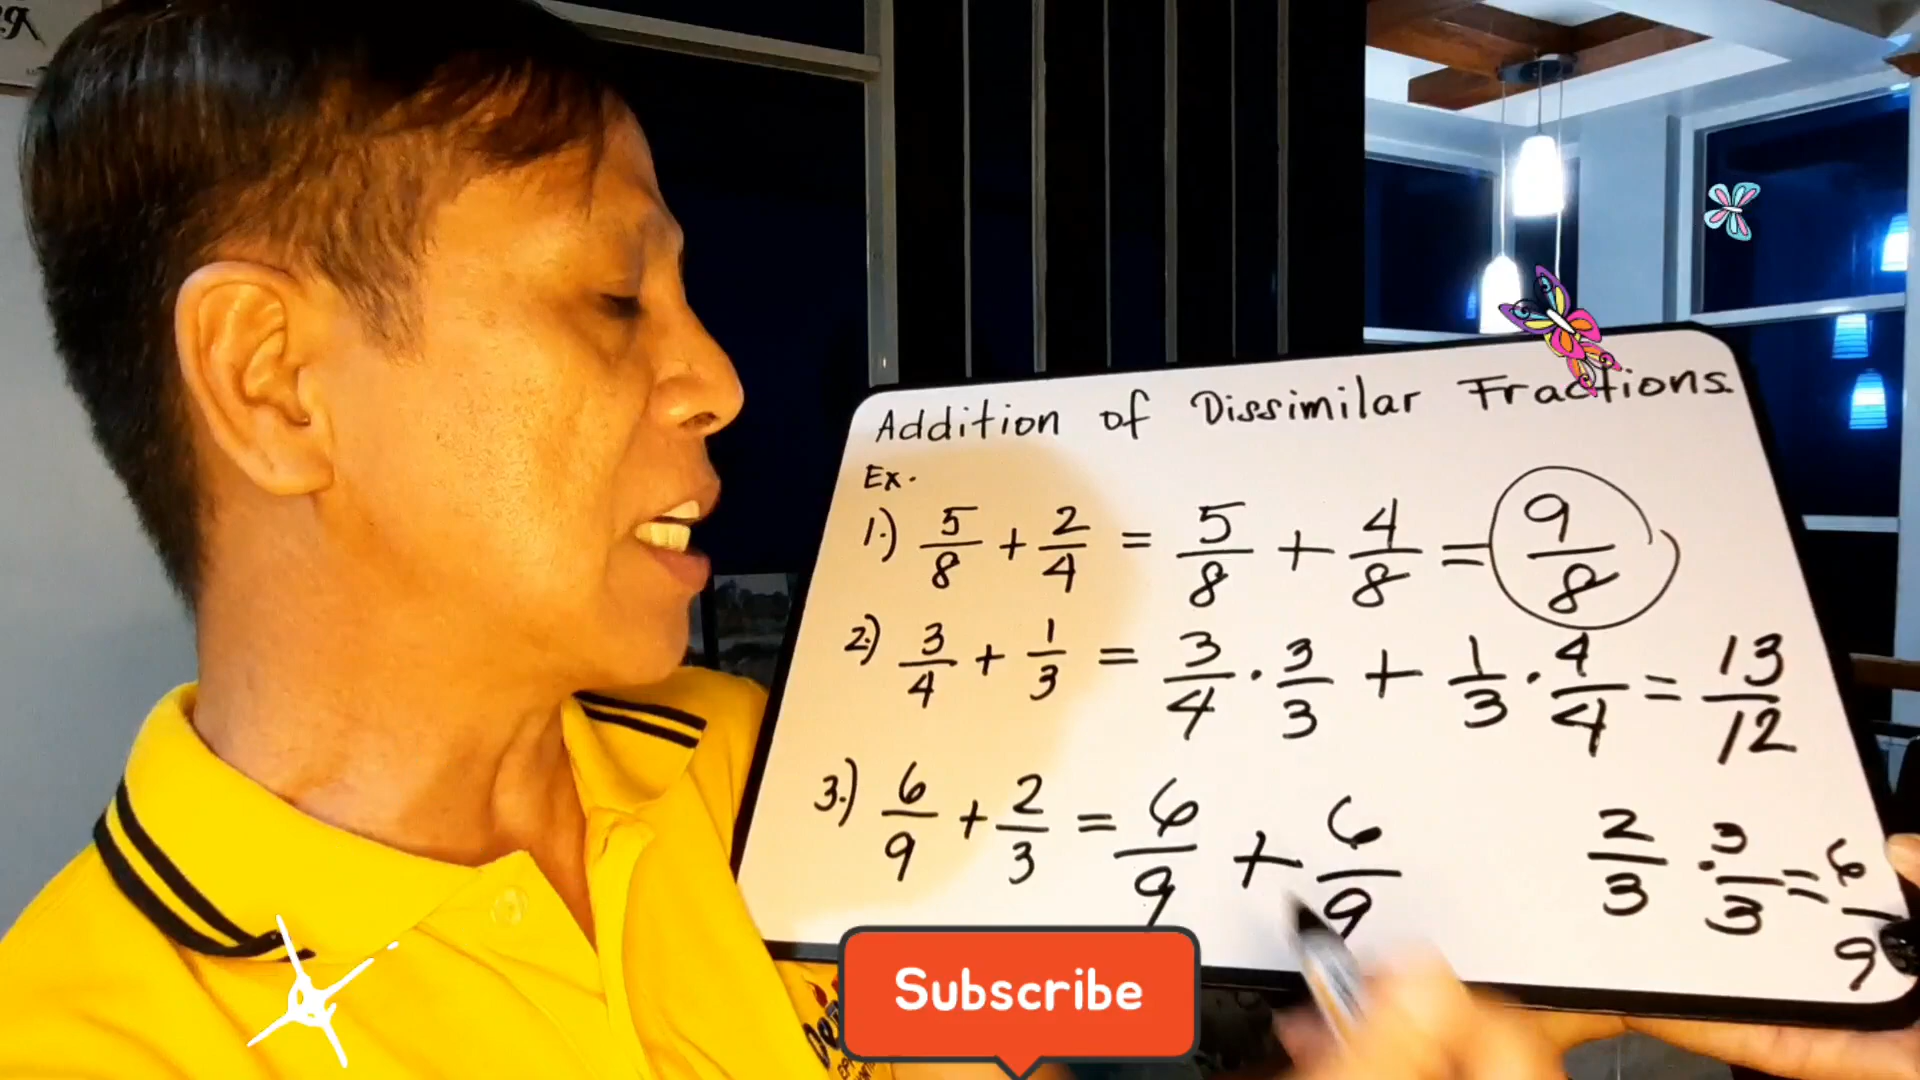 Addition of Dissimilar Fractions.
Ex.
1.) 5/8 + 2/4 = 5/8 + 4/8 = 9/8
2.) 3/4 + 1/3 = 3/4 · 3/3 + 1/3 · 4/4 = 13/12
3.) 6/9 + 2/3 = 6/9 + 6/9
2/3 · 3/3 = 6/9
Subscribe